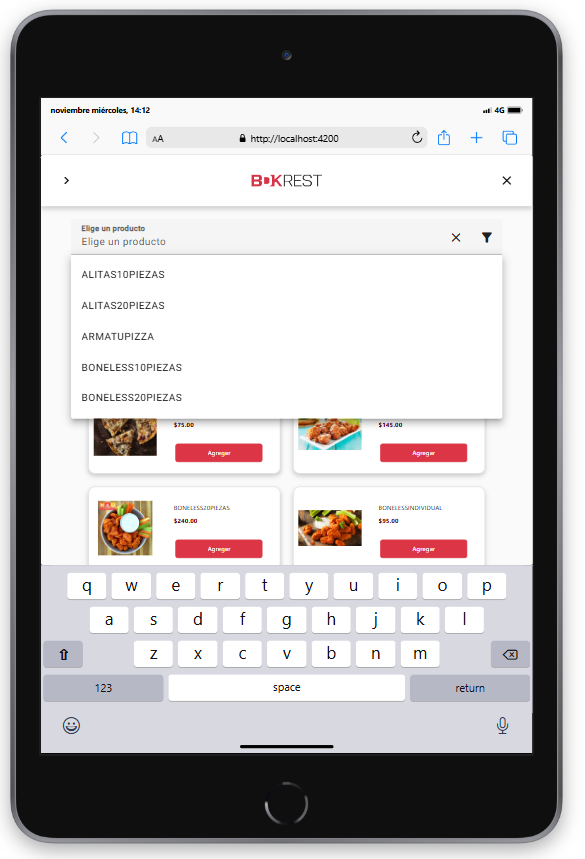 noviembre miércoles, 14:12
4G
AA
http://localhost:4200
BKREST
Elige un producto
Elige un producto
ALITAS10PIEZAS
ALITAS20PIEZAS
ARMATUPIZZA
BONELESS10PIEZAS
BONELESS20PIEZAS
$75.00
$145.00
Agregar
Agregar
BONELESS20PIEZAS
BONELESSINDIVIDUAL
$240.00
$95.00
Agregar
Agregar
q w e r t y u i o p
a s d f g h j k l
z x c v b n m
123
space
return